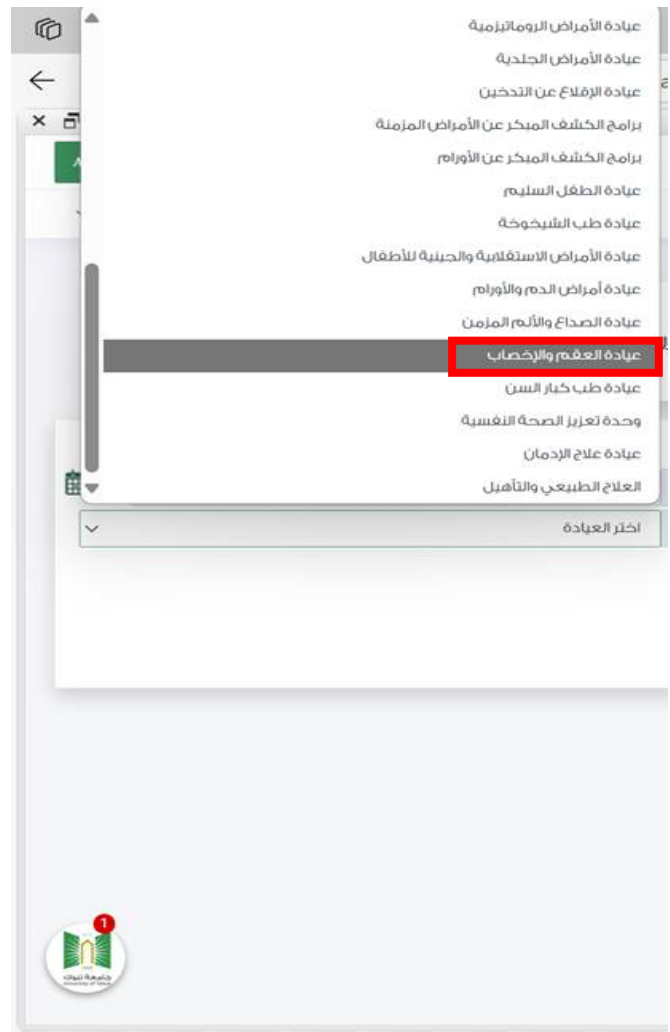 عيادة الأمراض الروماتيزمية
عيادة الأمراض الجلدية
عيادة الإقلاع عن التدخين
برامج الكشف المبكر عن الأمراض المزمنة
برامج الكشف المبكر عن الأورام
عيادة الطفل السليم
عيادة طب الشيخوخة
عيادة الأمراض الاستقلابية والجينية للأطفال
عيادة أمراض الدم والأورام
عيادة الصداع والألم المزمن
عيادة العقم والإخصاب
عيادة طب كبار السن
وحدة تعزيز الصحة النفسية
عيادة علاج الإدمان
العلاج الطبيعي والتأهيل
اختر العيادة
1
جامعة تبوك
University of Tabuk